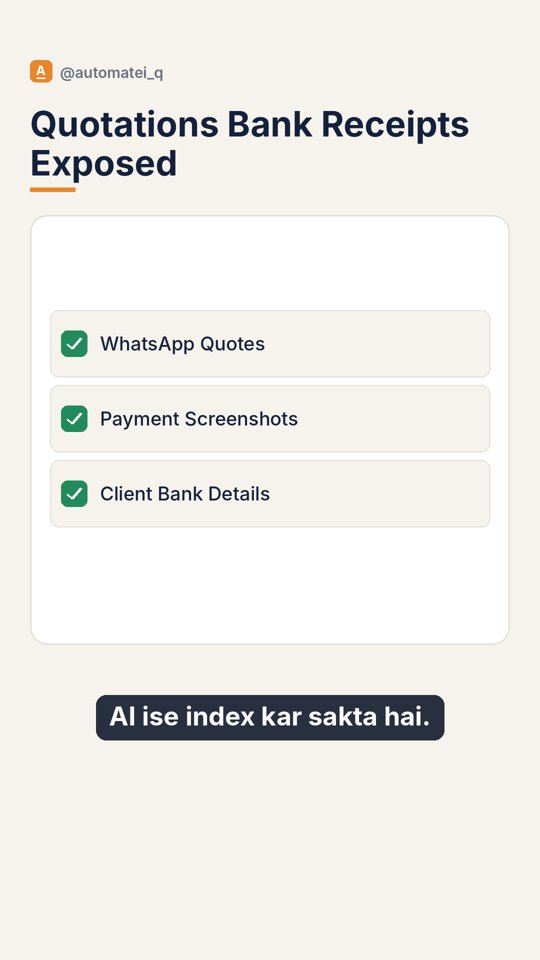 A
@automatei_q
Quotations Bank Receipts
Exposed
WhatsApp Quotes
Payment Screenshots
Client Bank Details
AI ise index kar sakta hai.